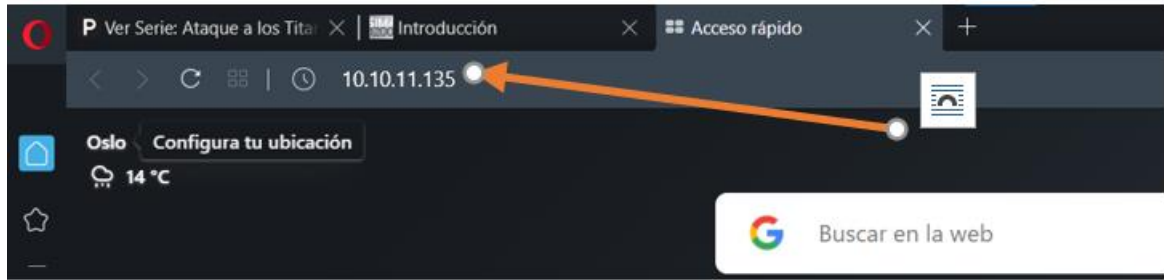 P Ver Serie: Ataque a los Tita
Introducción
Acceso rápido
10.10.11.135
Oslo
Configura tu ubicación
14 °C
Buscar en la web